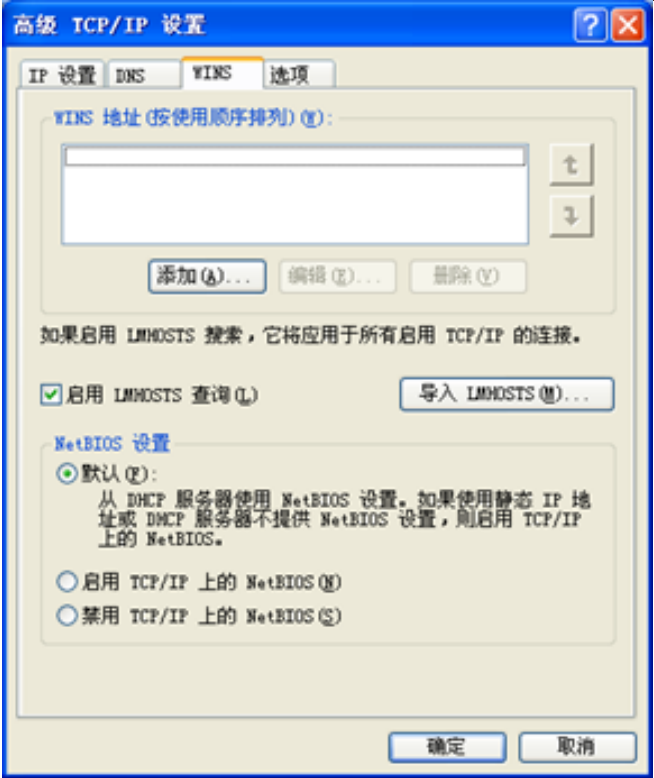 高级 TCP/IP 设置
IP 设置 DNS WINS 选项
WINS 地址(按使用顺序排列)(W):
添加(A)... 编辑(E)... 删除(V)
如果启用 LMHOSTS 搜索，它将应用于所有启用 TCP/IP 的连接。
启用 LMHOSTS 查询(L) 导入 LMHOSTS(M)...
NetBIOS 设置
默认(F):
从 DHCP 服务器使用 NetBIOS 设置。如果使用静态 IP 地
址或 DHCP 服务器不提供 NetBIOS 设置，则启用 TCP/IP
上的 NetBIOS。
启用 TCP/IP 上的 NetBIOS(N)
禁用 TCP/IP 上的 NetBIOS(S)
确定 取消